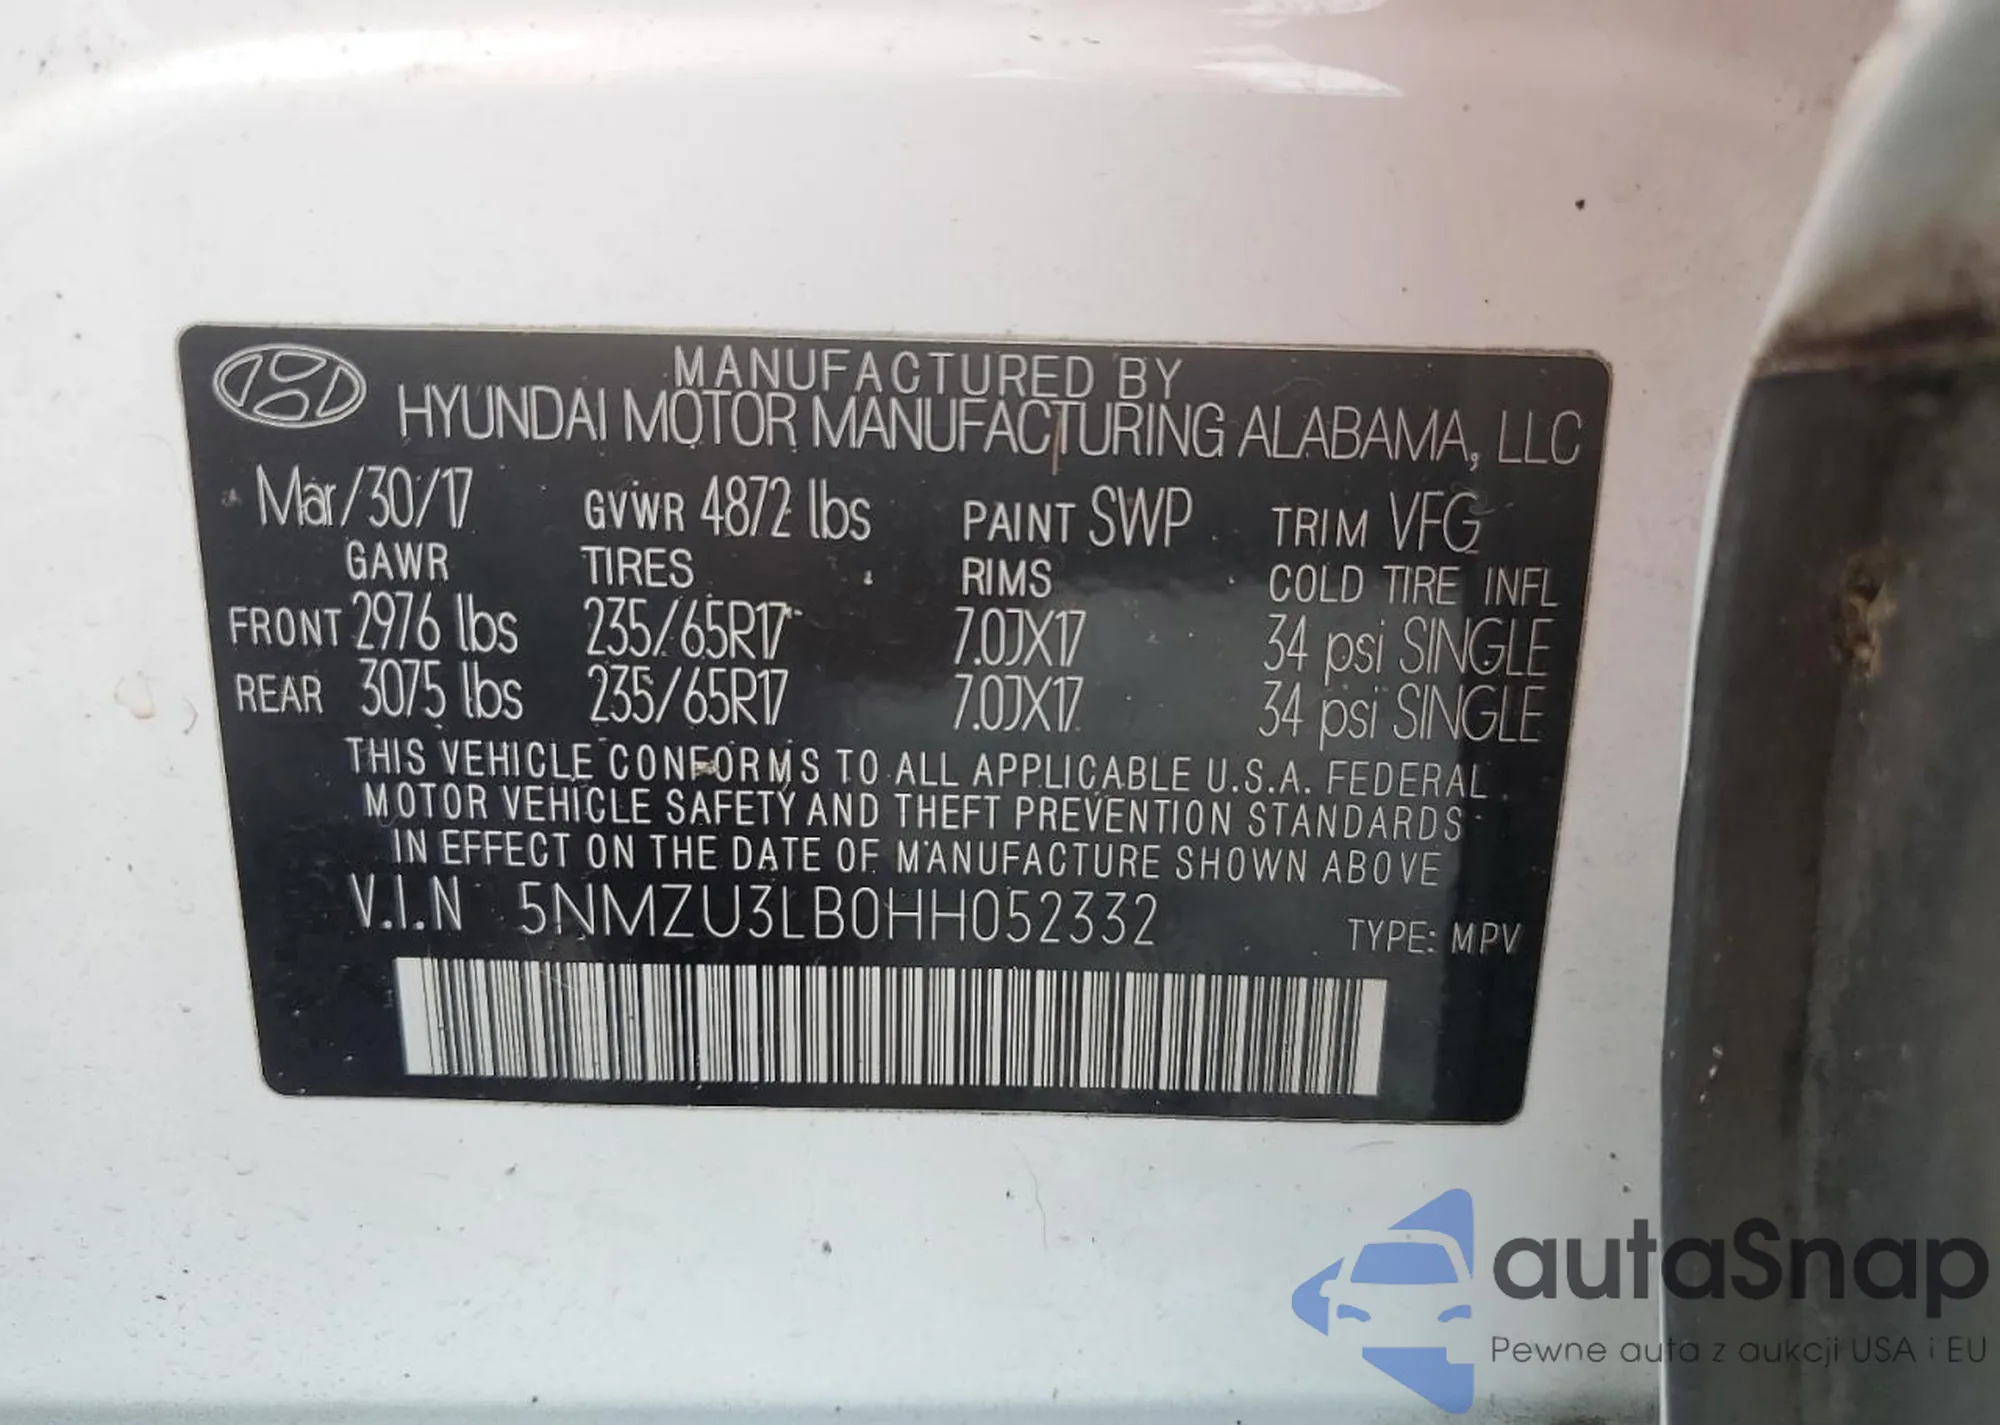 MANUFACTURED BY
HYUNDAI MOTOR MANUFACTURING ALABAMA, LLC
Mar/30/17 GVWR 4872 lbs PAINT SWP TRIM VFG
GAWR TIRES RIMS COLD TIRE INFL
FRONT 2976 lbs 235/65R17 7.0JX17 34 psi SINGLE
REAR 3075 lbs 235/65R17 7.0JX17 34 psi SINGLE
THIS VEHICLE CONFORMS TO ALL APPLICABLE U.S.A. FEDERAL
MOTOR VEHICLE SAFETY AND THEFT PREVENTION STANDARDS
IN EFFECT ON THE DATE OF MANUFACTURE SHOWN ABOVE
V.I.N 5NMZU3LB0HH052332 TYPE: MPV
autaSnap
Pewne auta z aukcji USA i EU